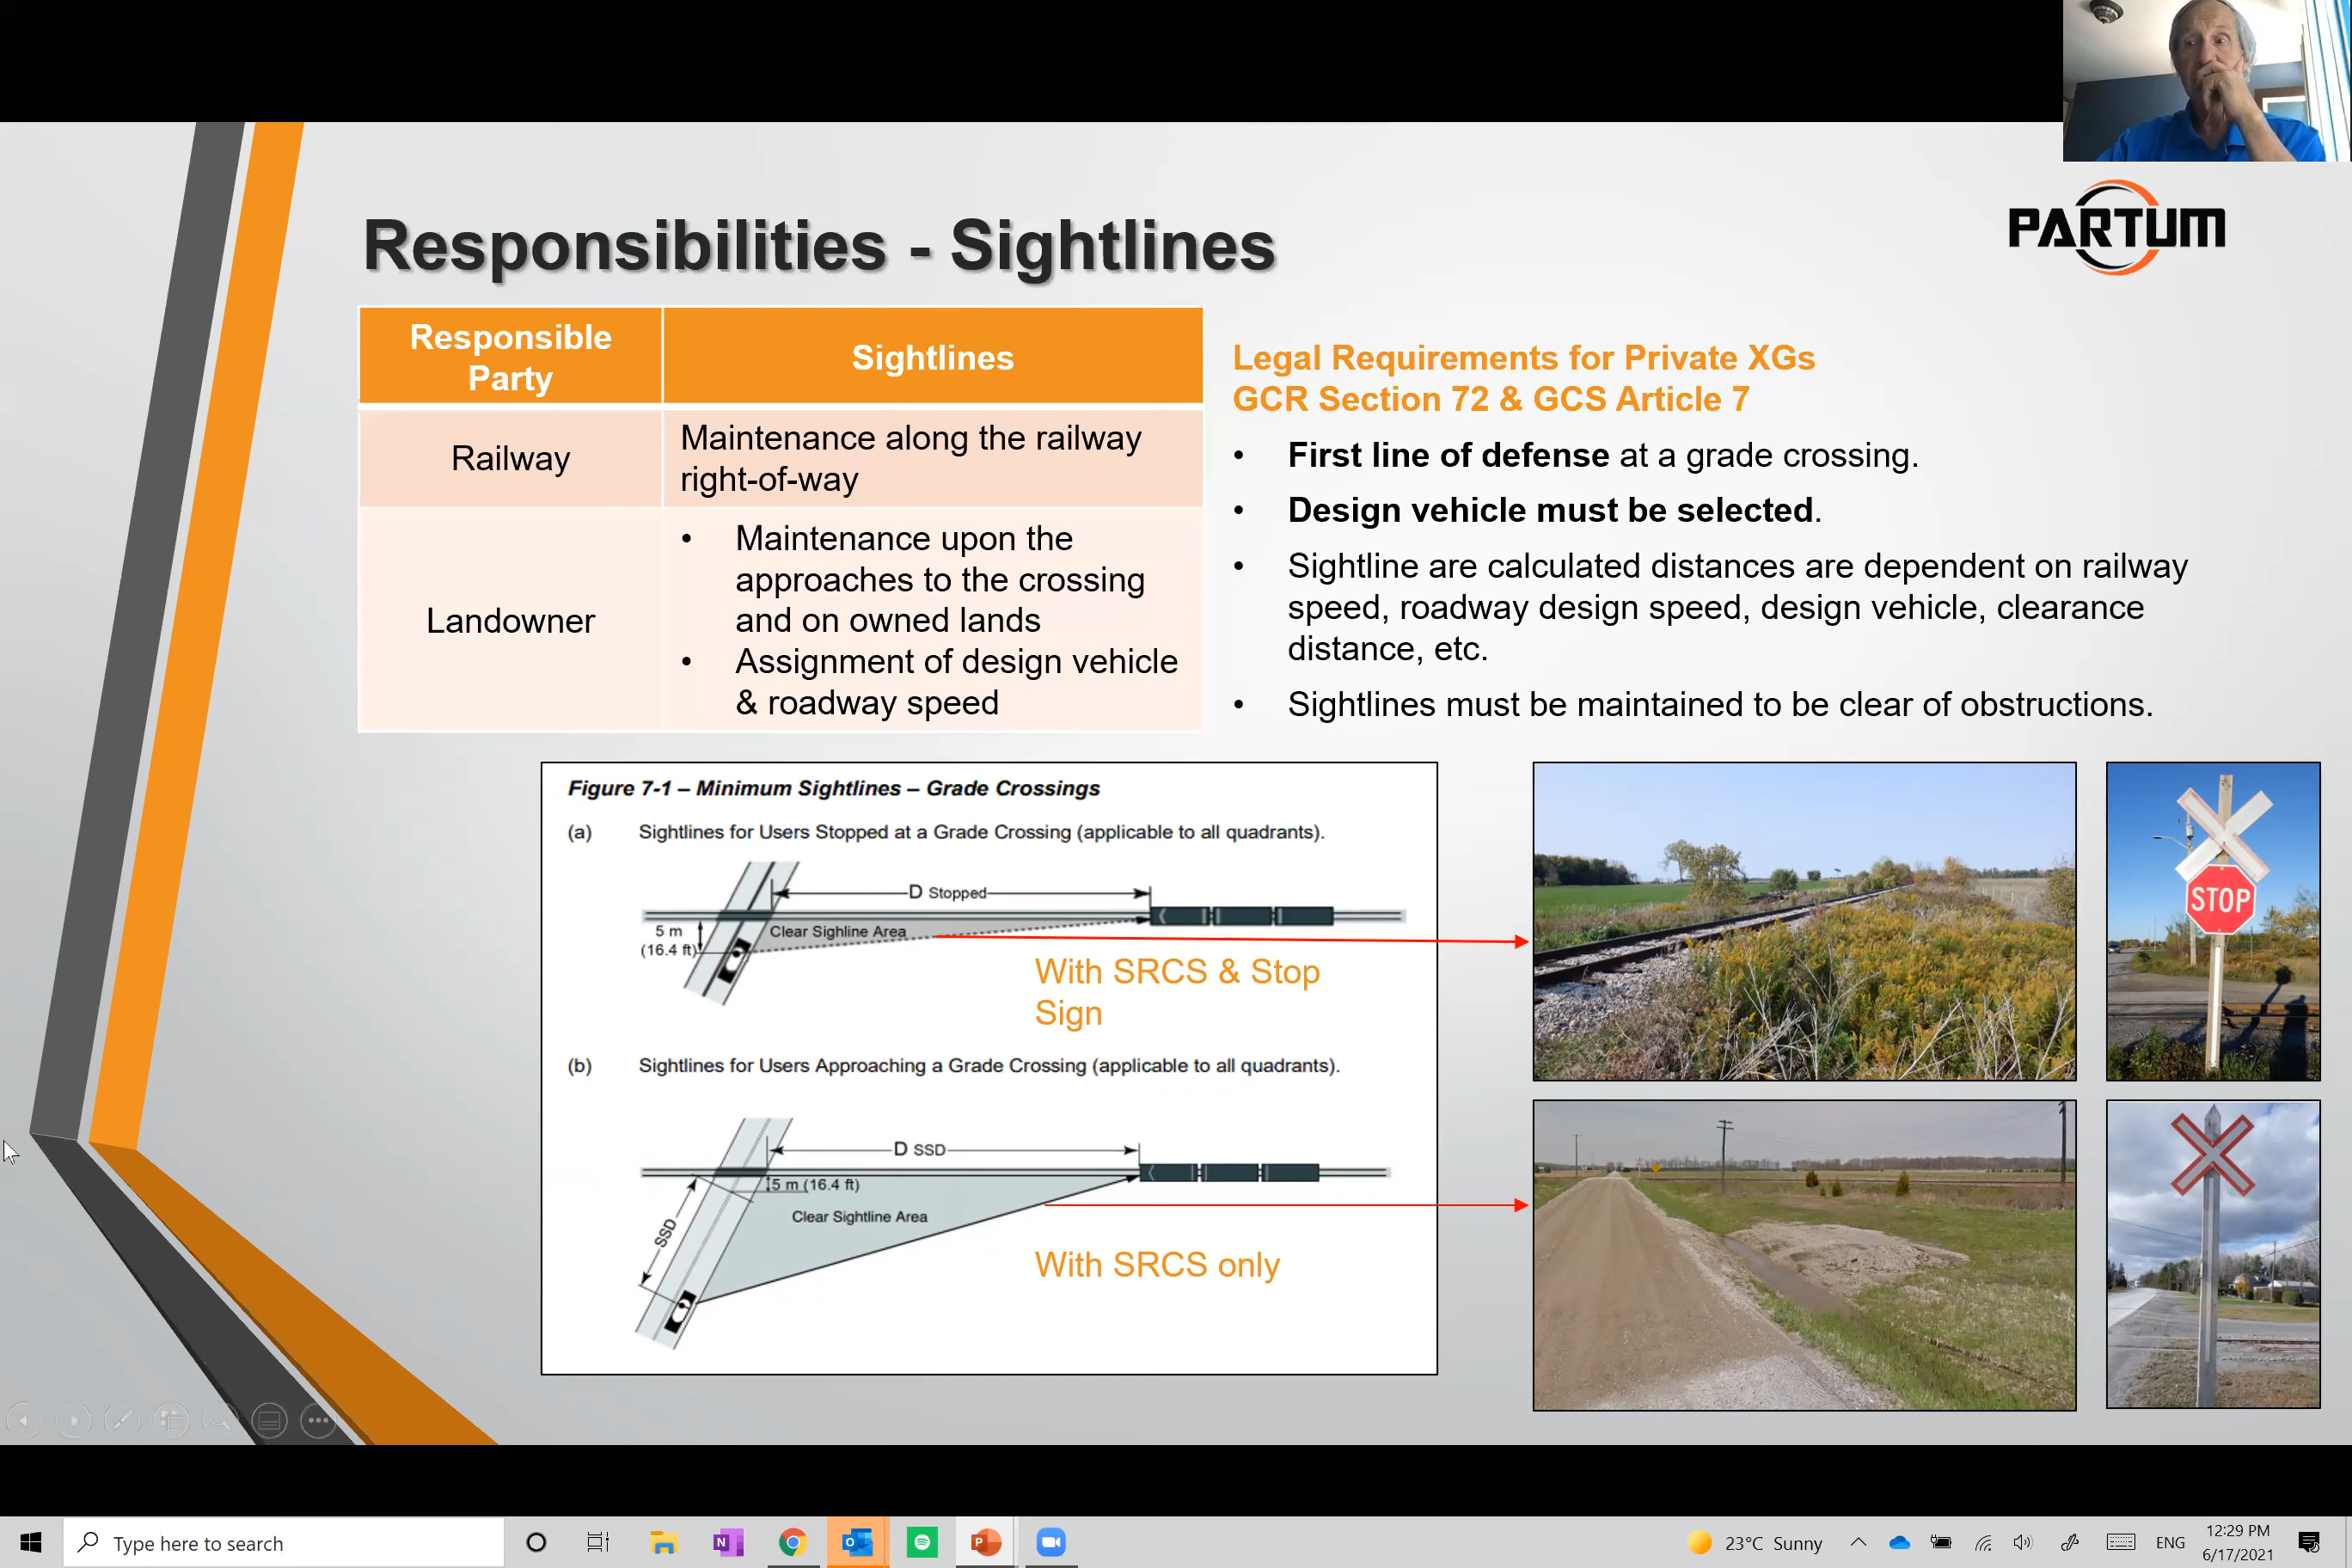 PARTUM
Responsibilities - Sightlines
Responsible
Party
Sightlines
Railway
Maintenance along the railway
right-of-way
Landowner
• Maintenance upon the
approaches to the crossing
and on owned lands
• Assignment of design vehicle
& roadway speed
Legal Requirements for Private XGs
GCR Section 72 & GCS Article 7
• First line of defense at a grade crossing.
• Design vehicle must be selected.
• Sightline are calculated distances are dependent on railway
speed, roadway design speed, design vehicle, clearance
distance, etc.
• Sightlines must be maintained to be clear of obstructions.
Figure 7-1 – Minimum Sightlines – Grade Crossings
(a) Sightlines for Users Stopped at a Grade Crossing (applicable to all quadrants).
D Stopped
5 m
(16.4 ft)
Clear Sighline Area
With SRCS & Stop
Sign
(b) Sightlines for Users Approaching a Grade Crossing (applicable to all quadrants).
D SSD
5 m (16.4 ft)
SSD
Clear Sightline Area
With SRCS only
STOP
Type here to search
23°C Sunny
ENG
12:29 PM
6/17/2021